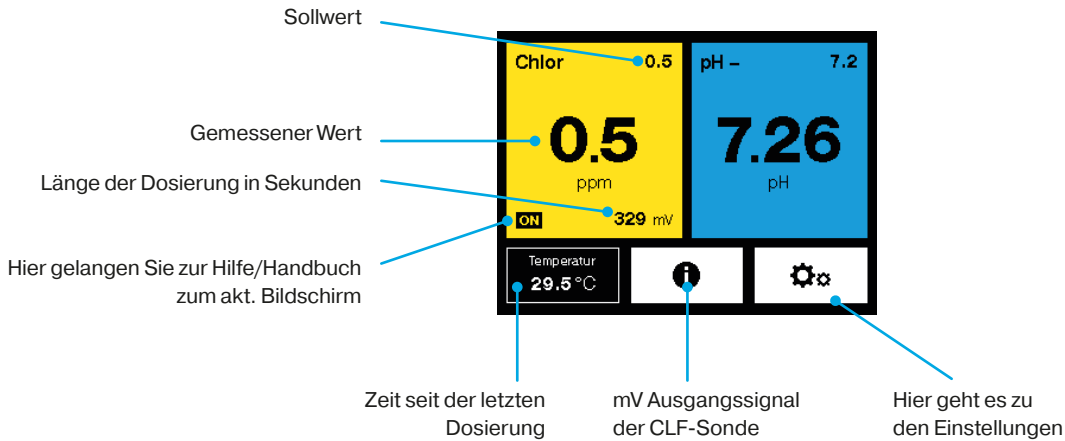 Sollwert
Chlor 0.5
pH – 7.2
Gemessener Wert
0.5
7.26
ppm
pH
Länge der Dosierung in Sekunden
ON 329 mV
Hier gelangen Sie zur Hilfe/Handbuch
zum akt. Bildschirm
Temperatur
29.5 °C
i
Zeit seit der letzten
Dosierung
mV Ausgangssignal
der CLF-Sonde
Hier geht es zu
den Einstellungen